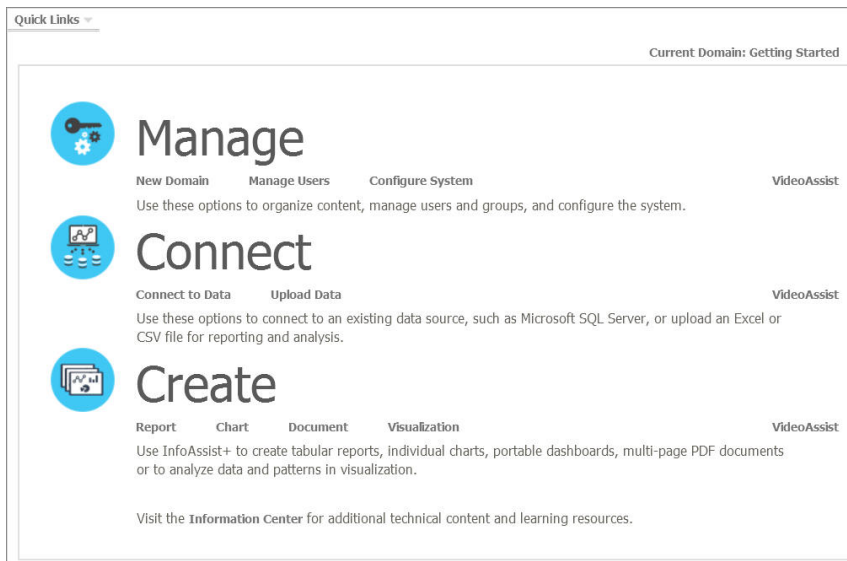 Quick Links
Current Domain: Getting Started
Manage
New Domain Manage Users Configure System VideoAssist
Use these options to organize content, manage users and groups, and configure the system.
Connect
Connect to Data Upload Data VideoAssist
Use these options to connect to an existing data source, such as Microsoft SQL Server, or upload an Excel or
CSV file for reporting and analysis.
Create
Report Chart Document Visualization VideoAssist
Use InfoAssist+ to create tabular reports, individual charts, portable dashboards, multi-page PDF documents
or to analyze data and patterns in visualization.
Visit the Information Center for additional technical content and learning resources.